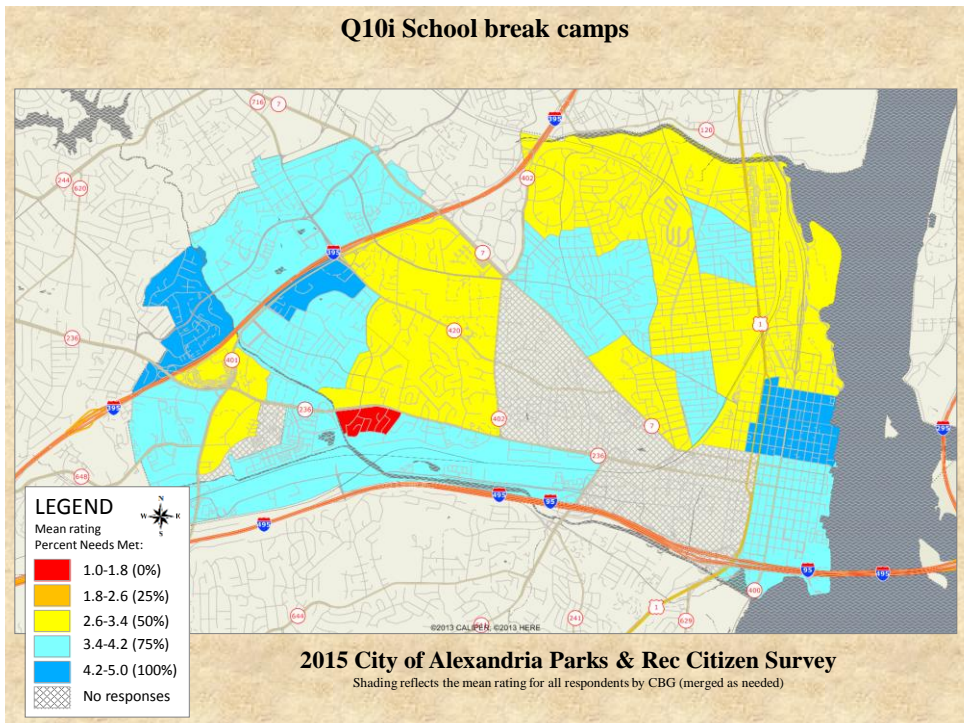 Q10i School break camps
716
7
395
120
244
620
402
7
395
236
420
1
401
395
236
402
7
236
295
648
495
95
495
95
495
400
644
241
1
629
LEGEND
N
W
E
S
Mean rating
Percent Needs Met:
1.0-1.8 (0%)
1.8-2.6 (25%)
2.6-3.4 (50%)
3.4-4.2 (75%)
4.2-5.0 (100%)
No responses
©2013 CALIPER, ©2013 HERE
2015 City of Alexandria Parks & Rec Citizen Survey
Shading reflects the mean rating for all respondents by CBG (merged as needed)